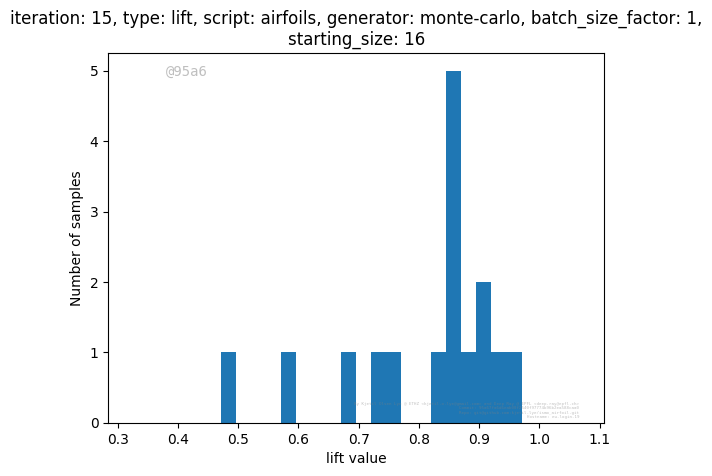 iteration: 15, type: lift, script: airfoils, generator: monte-carlo, batch_size_factor: 1,
starting_size: 16
@95a6
5
4
3
2
1
0
Number of samples
0.3 0.4 0.5 0.6 0.7 0.8 0.9 1.0 1.1
lift value